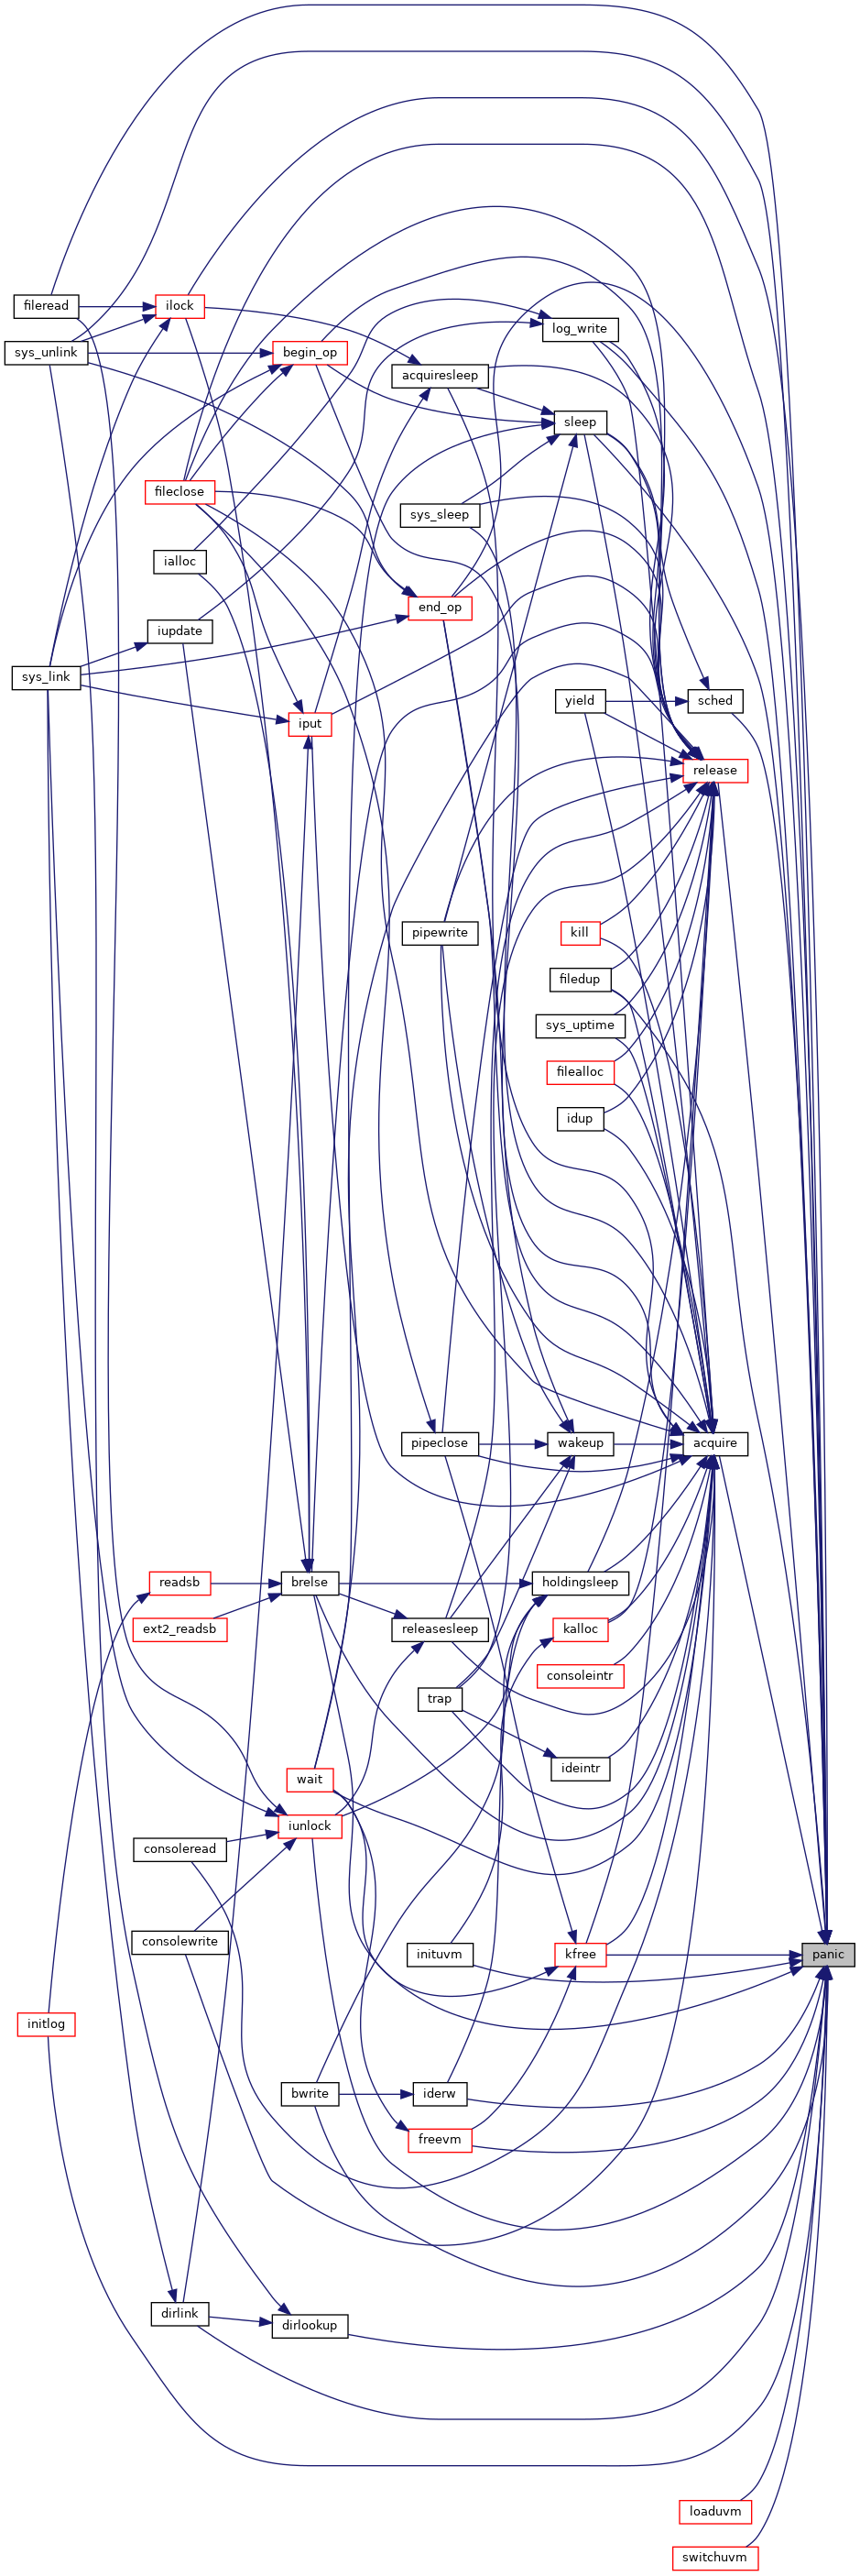 fileread
ilock
log_write
sys_unlink
begin_op
acquiresleep
sleep
fileclose
sys_sleep
ialloc
end_op
iupdate
sys_link
yield
sched
iput
release
pipewrite
kill
filedup
sys_uptime
filealloc
idup
pipeclose
wakeup
acquire
readsb
brelse
holdingsleep
ext2_readsb
releasesleep
kalloc
consoleintr
trap
ideintr
wait
iunlock
consoleread
consolewrite
inituvm
kfree
panic
initlog
bwrite
iderw
freevm
dirlink
dirlookup
loaduvm
switchuvm